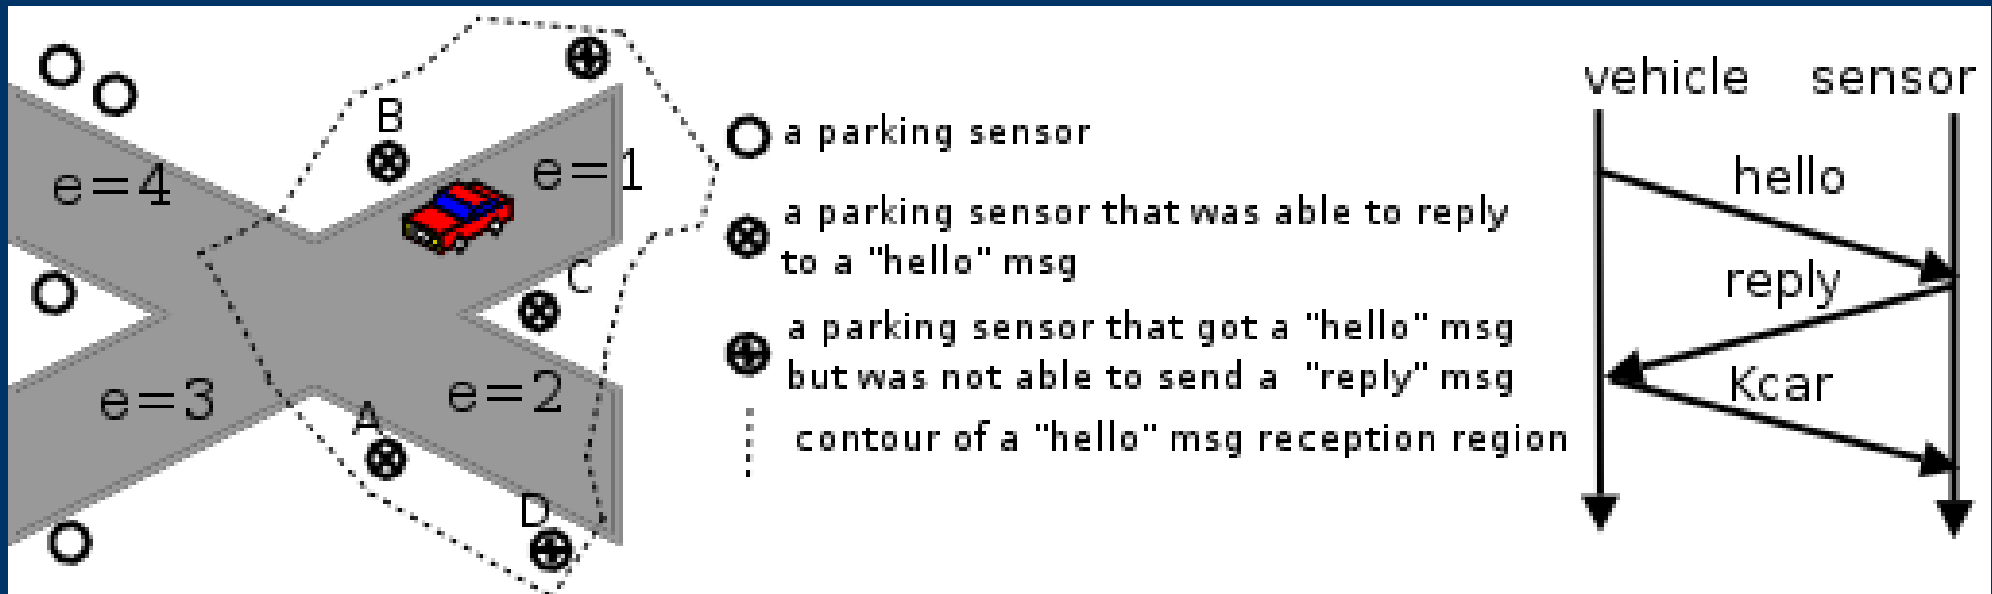 B
e=1
e=4
C
e=2
e=3
A
D
a parking sensor
a parking sensor that was able to reply
to a "hello" msg
a parking sensor that got a "hello" msg
but was not able to send a "reply" msg
contour of a "hello" msg reception region
vehicle sensor
hello
reply
Kcar